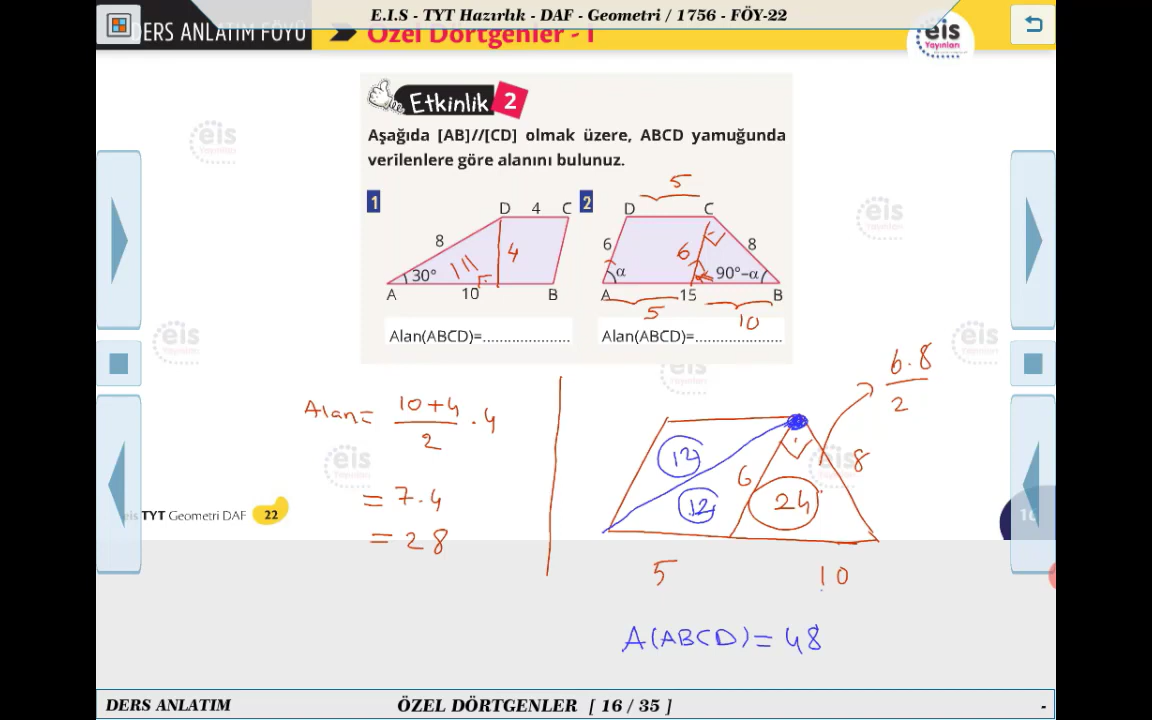 E.I.S - TYT Hazırlık - DAF - Geometri / 1756 - FÖY-22
DERS ANLATIM FÖYÜ
Özel Dörtgenler - I
eis
Yayınları
Etkinlik 2
Aşağıda [AB]//[CD] olmak üzere, ABCD yamuğunda
verilenlere göre alanını bulunuz.
1
D 4 C
8
4
30°
A 10 B
Alan(ABCD)=.....................
2
5
D C
6 6 8
α 90°-α
A 15 B
5 10
Alan(ABCD)=.....................
Alan= 10+4/2 · 4
= 7·4
= 28
6·8/2
12
12
6
8
24
5 10
A(ABCD)= 48
eis TYT Geometri DAF 22
DERS ANLATIM
ÖZEL DÖRTGENLER [ 16 / 35 ]
-